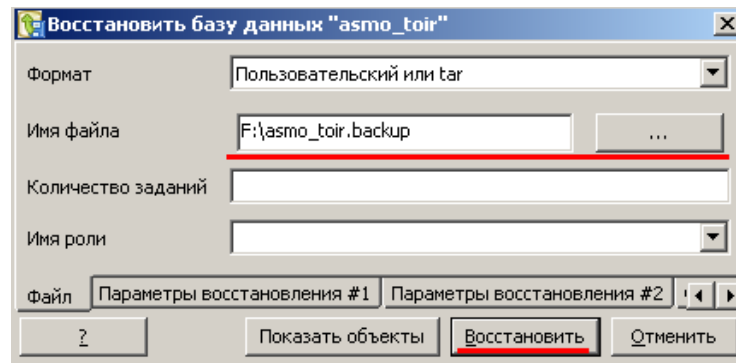 Восстановить базу данных "asmo_toir"
Формат Пользовательский или tar
Имя файла F:\asmo_toir.backup ...
Количество заданий
Имя роли
Файл Параметры восстановления #1 Параметры восстановления #2
? Показать объекты Восстановить Отменить